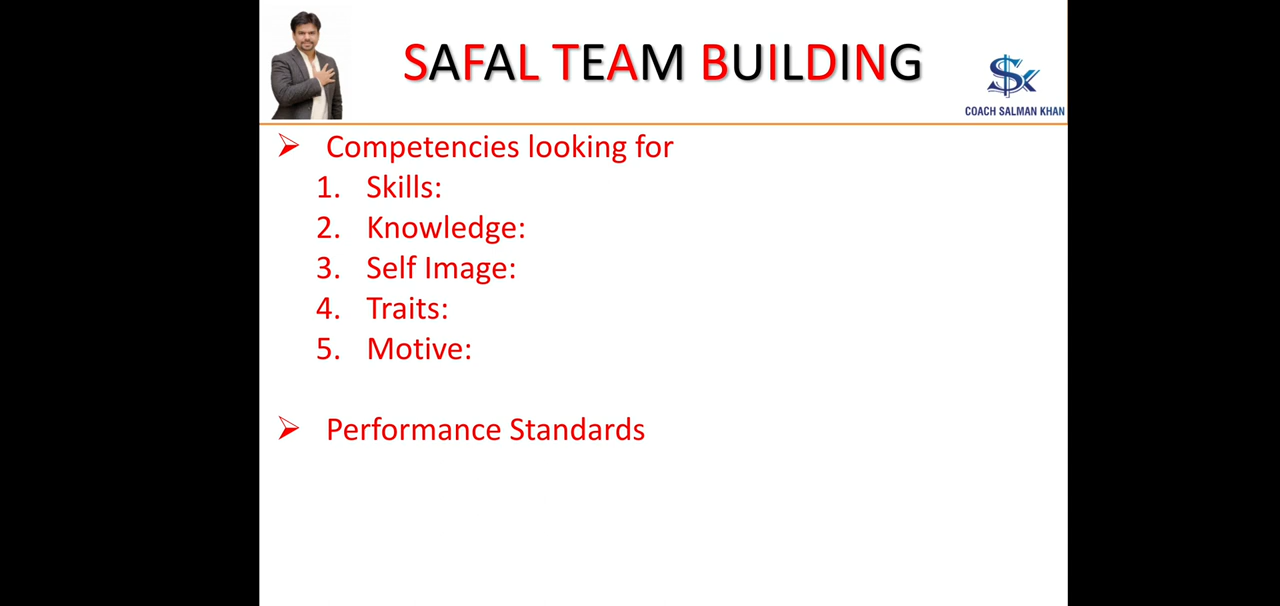 SAFAL TEAM BUILDING
COACH SALMAN KHAN
➢ Competencies looking for
1. Skills:
2. Knowledge:
3. Self Image:
4. Traits:
5. Motive:
➢ Performance Standards